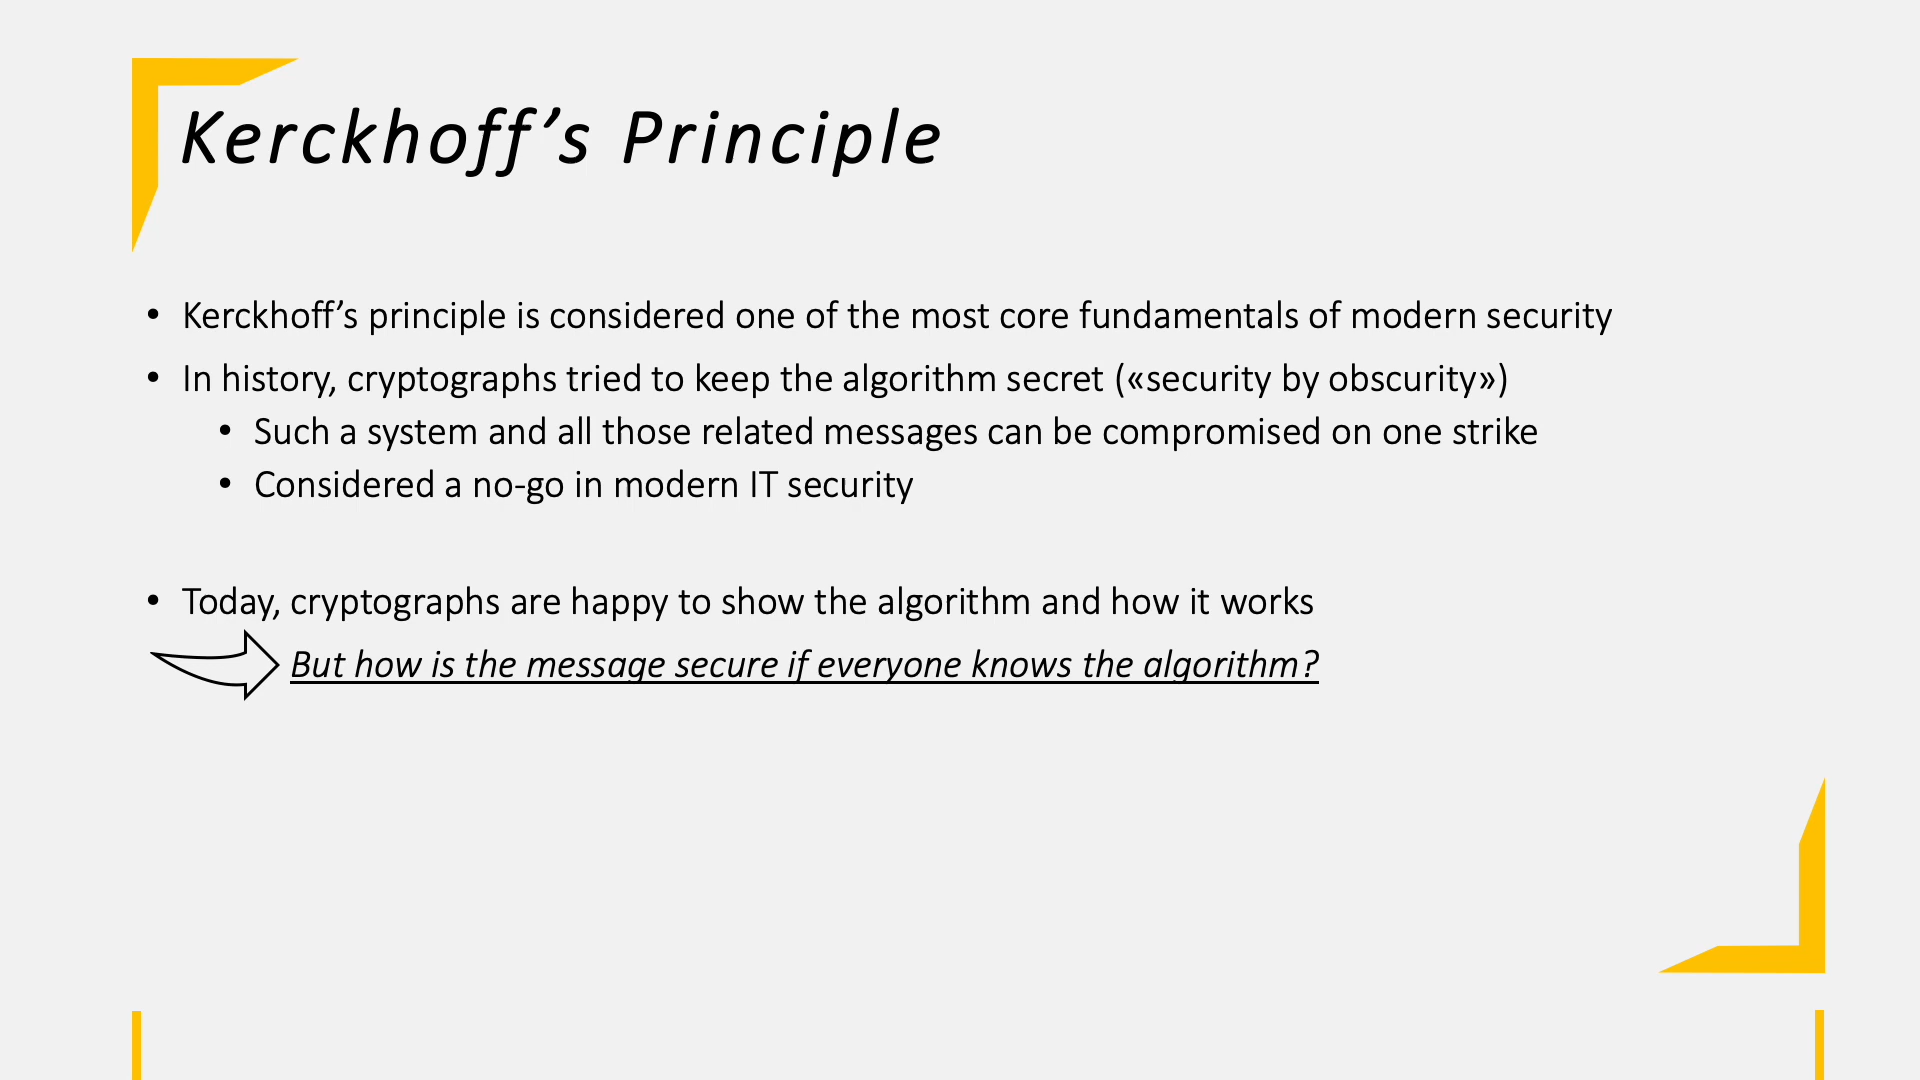 Kerckhoff’s Principle
• Kerckhoff’s principle is considered one of the most core fundamentals of modern security
• In history, cryptographs tried to keep the algorithm secret («security by obscurity»)
• Such a system and all those related messages can be compromised on one strike
• Considered a no-go in modern IT security
• Today, cryptographs are happy to show the algorithm and how it works
But how is the message secure if everyone knows the algorithm?